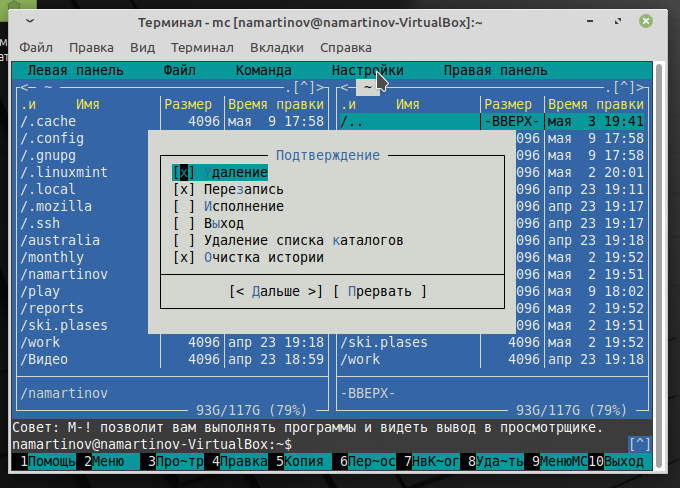 Терминал - mc [namartinov@namartinov-VirtualBox]:~
Файл Правка Вид Терминал Вкладки Справка
Левая панель Файл Команда Настройки Правая панель
<─ ~ .[^]> <─ ~ .[^]>
.и Имя Размер Время правки .и Имя Размер Время правки
/.cache 4096 мая 9 17:58 /.. -ВВЕРХ- мая 3 19:41
/.config 4096 мая 9 17:58
/.gnupg 4096 мая 9 17:58
/.linuxmint 4096 мая 2 20:01
/.local 4096 апр 23 19:11
/.mozilla 4096 апр 23 19:17
/.ssh 4096 апр 23 19:17
/australia 4096 апр 23 19:18
/monthly 4096 мая 2 19:52
/namartinov 4096 мая 2 19:51
/play 4096 мая 9 18:02
/reports 4096 мая 2 19:52
/ski.plases 4096 мая 2 19:51
/work 4096 апр 23 19:18 /ski.plases 4096 мая 2 19:52
/Видео 4096 апр 23 18:59 /work 4096 апр 23 19:18
Подтверждение
[x] Удаление
[x] Перезапись
[ ] Исполнение
[ ] Выход
[ ] Удаление списка каталогов
[x] Очистка истории
[< Дальше >] [ Прервать ]
/namartinov -ВВЕРХ-
93G/117G (79%) 93G/117G (79%)
Совет: M-! позволит вам выполнять программы и видеть вывод в просмотрщике.
namartinov@namartinov-VirtualBox:~$ [^]
1Помощь 2Меню 3Про~тр 4Правка 5Копия 6Пер~ос 7НвК~ог 8Уда~ть 9МенюMC 10Выход